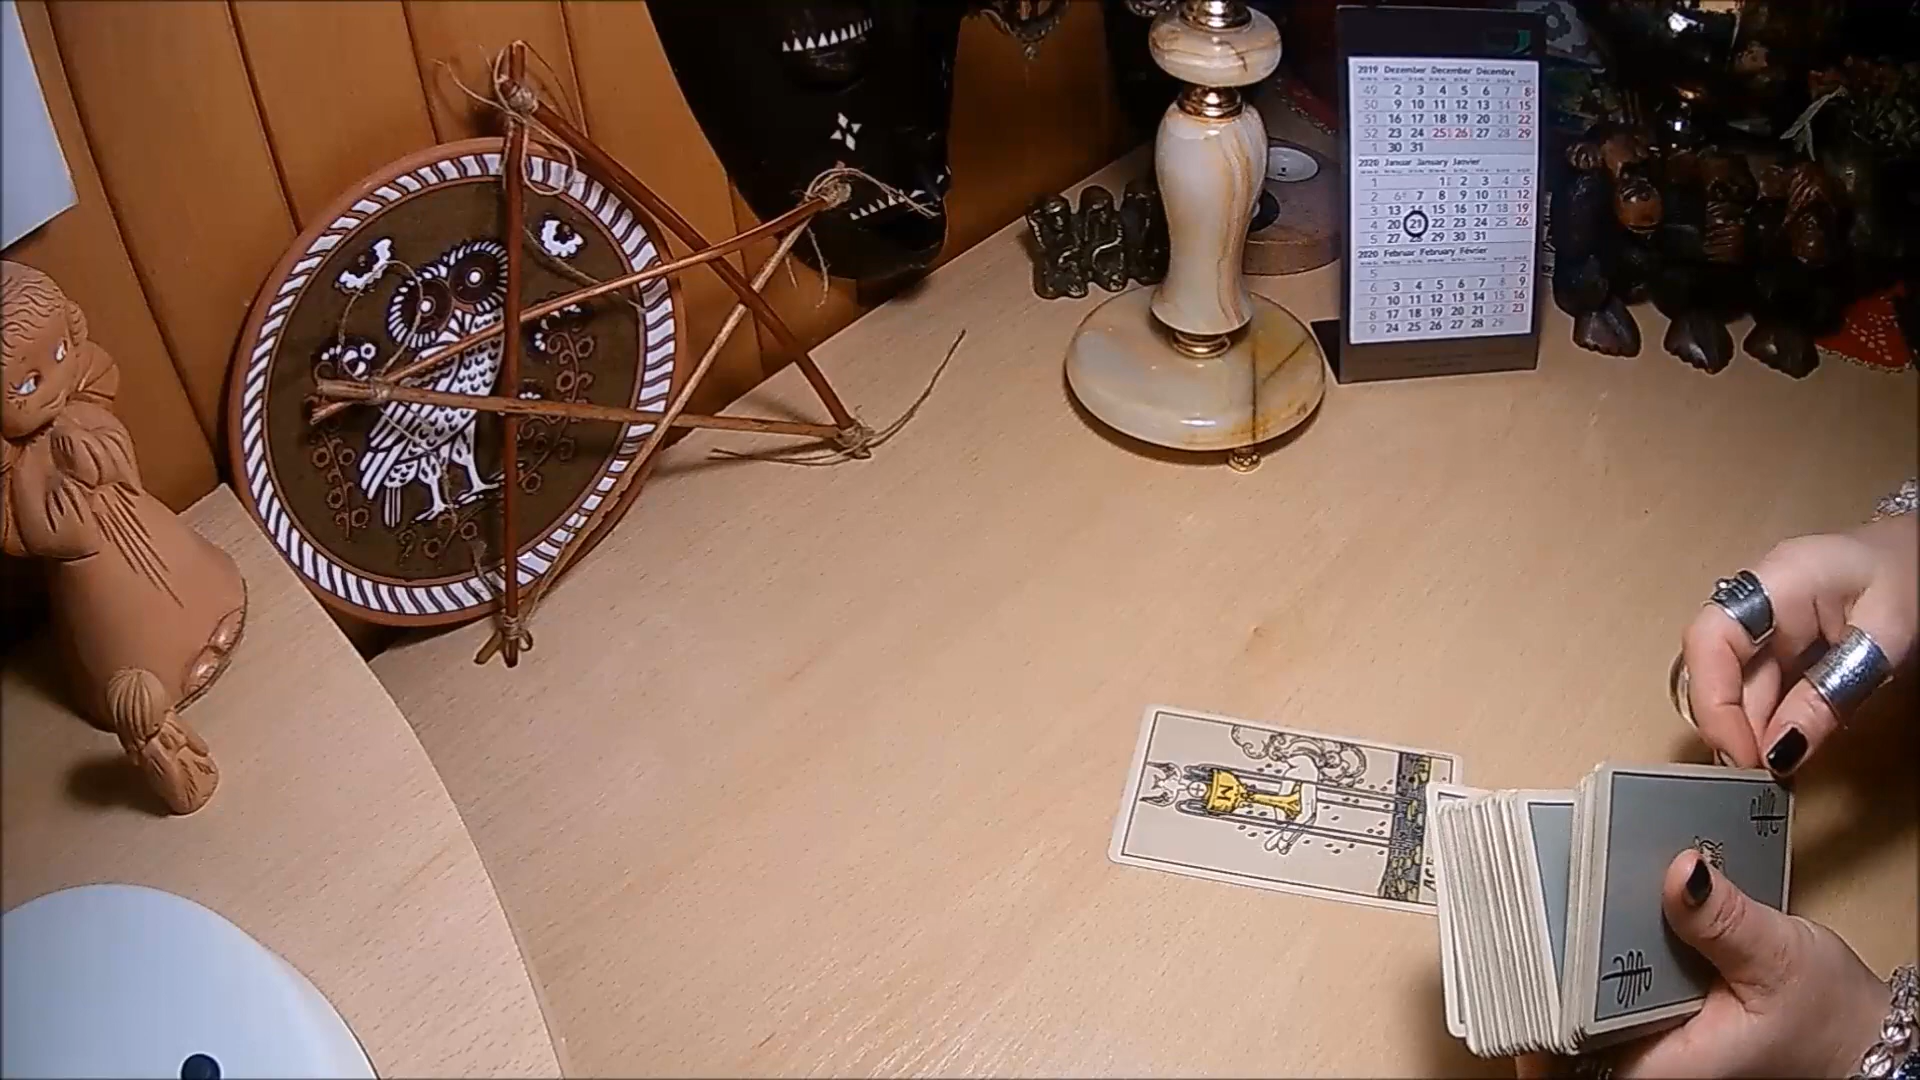 2019 Dezember December Décembre
49 2 3 4 5 6 7 8
50 9 10 11 12 13 14 15
51 16 17 18 19 20 21 22
52 23 24 25 26 27 28 29
1 30 31
2020 Januar January Janvier
1 1 2 3 4 5
2 6 7 8 9 10 11 12
3 13 14 15 16 17 18 19
4 20 21 22 23 24 25 26
5 27 28 29 30 31
2020 Februar February Février
5 1 2
6 3 4 5 6 7 8 9
7 10 11 12 13 14 15 16
8 17 18 19 20 21 22 23
9 24 25 26 27 28 29
ACE